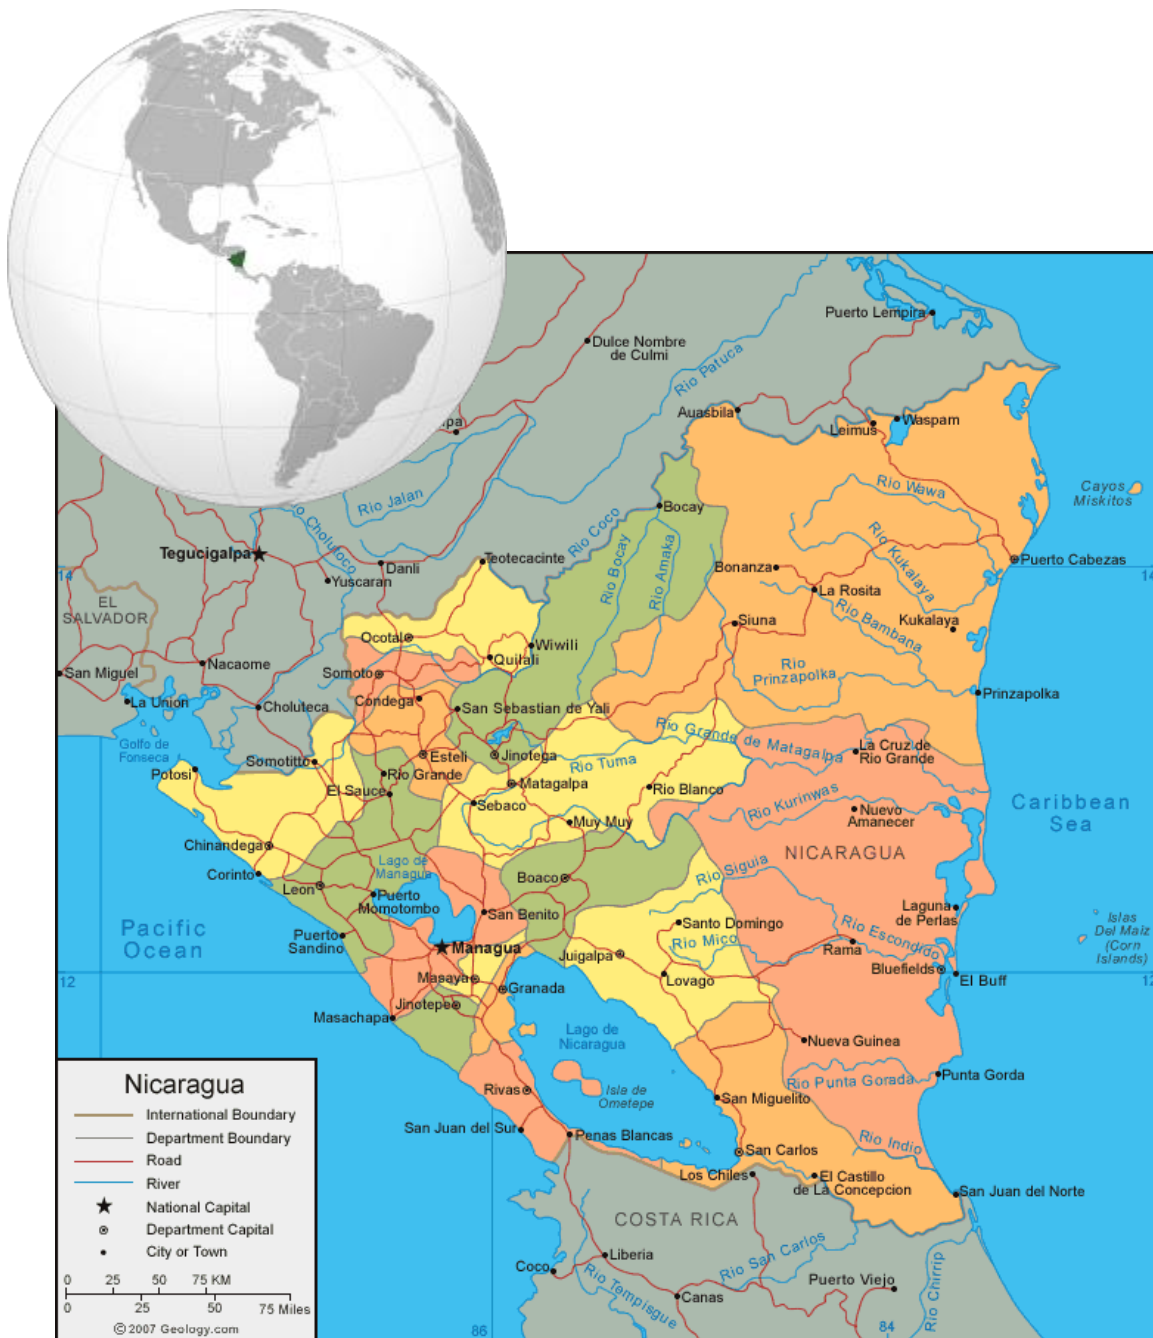 Puerto Lempira
Dulce Nombre
de Culmi
Rio Patuca
Auasbila
Leimus
Waspam
Rio Jalan
Rio Wawa
Cayos
Miskitos
Bocay
Rio Coco
Tegucigalpa
Teotecacinte
Danli
Yuscaran
Rio Bocay
Rio Amaka
Bonanza
Rio Kukalaya
Puerto Cabezas
14
14
La Rosita
EL
SALVADOR
Ocotal
Wiwili
Siuna
Rio Bambana
Kukalaya
Quilali
Nacaome
San Miguel
Somoto
Rio
Prinzapolka
Prinzapolka
La Union
Choluteca
Condega
San Sebastian de Yali
Golfo de
Fonseca
Rio Grande de Matagalpa
La Cruz de
Rio Grande
Somotitto
Esteli
Jinotega
Rio Tuma
Potosi
Rio Grande
El Sauce
Matagalpa
Rio Blanco
Sebaco
Rio Kurinwas
Nuevo
Amanecer
Caribbean
Sea
Muy Muy
Chinandega
NICARAGUA
Corinto
Lago de
Managua
Leon
Boaco
Rio Siguia
Puerto
Momotombo
San Benito
Santo Domingo
Laguna
de Perlas
Islas
Del Maiz
(Corn
Islands)
Pacific
Ocean
Puerto
Sandino
Managua
Juigalpa
Rio Mico
Rama
Rio Escondido
Bluefields
El Buff
12
12
Masaya
Granada
Lovago
Jinotepe
Masachapa
Lago de
Nicaragua
Nueva Guinea
Rio Punta Gorada
Punta Gorda
Rivas
Isla de
Ometepe
San Miguelito
San Juan del Sur
Penas Blancas
Rio Indio
San Carlos
Los Chiles
El Castillo
de La Concepcion
San Juan del Norte
COSTA RICA
Liberia
Coco
Rio San Carlos
Rio Tempisgue
Canas
Puerto Viejo
Rio Chirrip
86
84
Nicaragua
International Boundary
Department Boundary
Road
River
National Capital
Department Capital
City or Town
0 25 50 75 KM
0 25 50 75 Miles
©2007 Geology.com